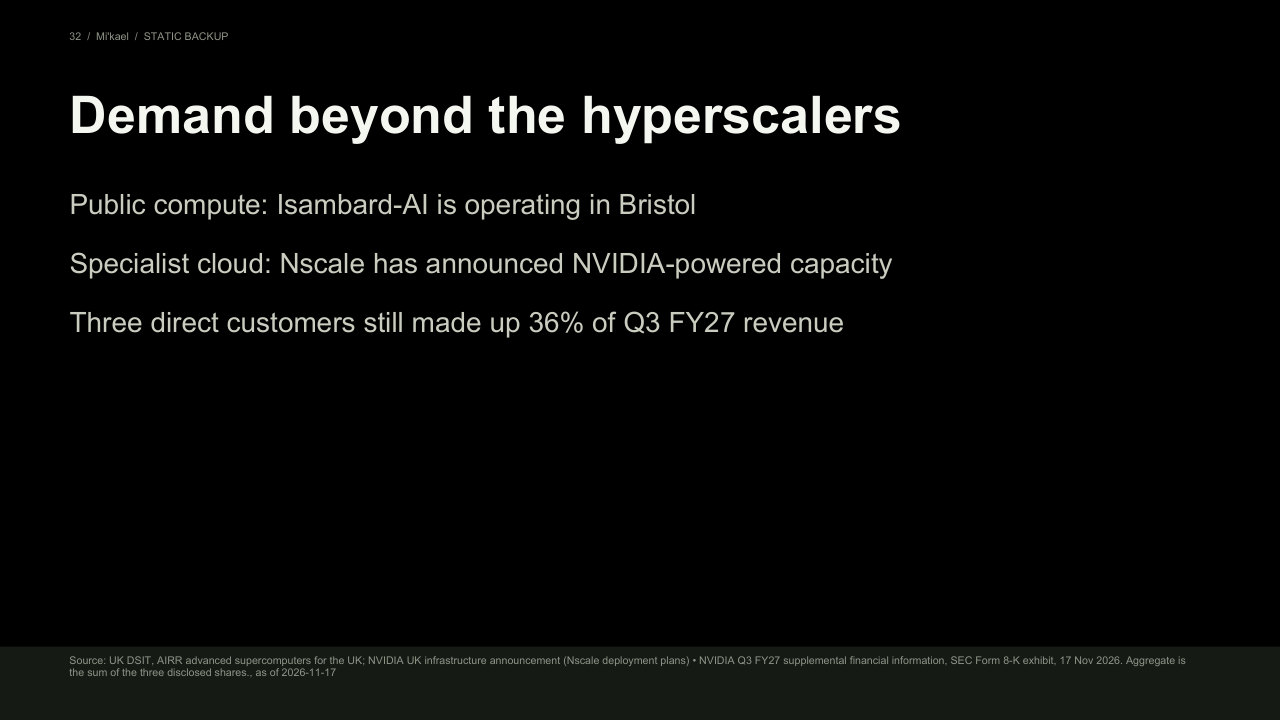 32 / Mi'kael / STATIC BACKUP
Demand beyond the hyperscalers
Public compute: Isambard-AI is operating in Bristol
Specialist cloud: Nscale has announced NVIDIA-powered capacity
Three direct customers still made up 36% of Q3 FY27 revenue
Source: UK DSIT, AIRR advanced supercomputers for the UK; NVIDIA UK infrastructure announcement (Nscale deployment plans) • NVIDIA Q3 FY27 supplemental financial information, SEC Form 8-K exhibit, 17 Nov 2026. Aggregate is
the sum of the three disclosed shares., as of 2026-11-17